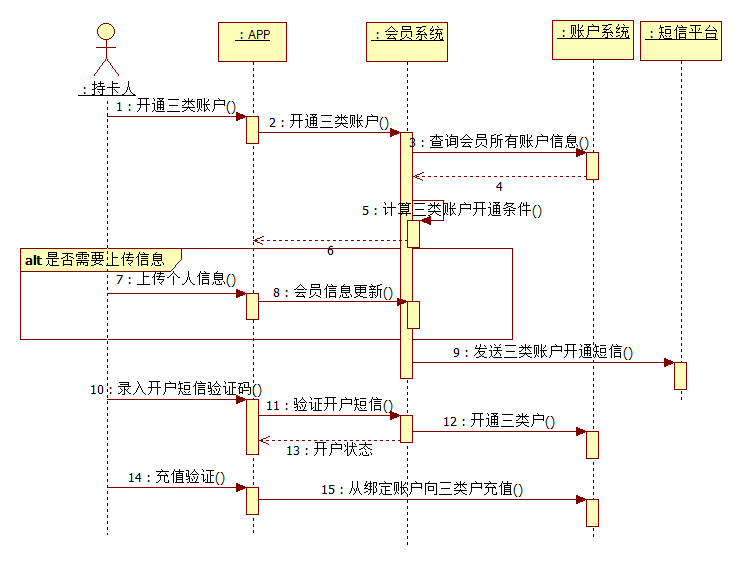 : 持卡人
: APP
: 会员系统
: 账户系统
: 短信平台
1 : 开通三类账户()
2 : 开通三类账户()
3 : 查询会员所有账户信息()
4
5 : 计算三类账户开通条件()
6
alt 是否需要上传信息
7 : 上传个人信息()
8 : 会员信息更新()
9 : 发送三类账户开通短信()
10 : 录入开户短信验证码()
11 : 验证开户短信()
12 : 开通三类户()
13 : 开户状态
14 : 充值验证()
15 : 从绑定账户向三类户充值()